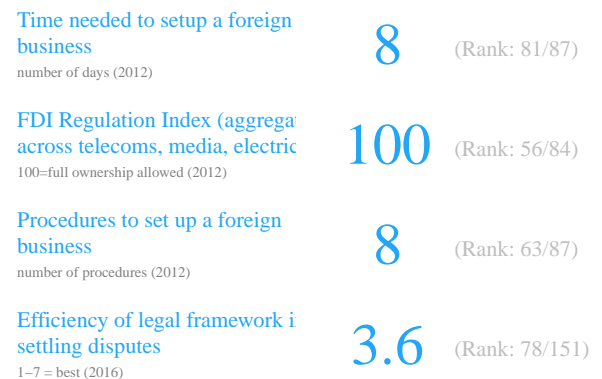 Time needed to setup a foreign
business
number of days (2012)
8
(Rank: 81/87)
FDI Regulation Index
across telecoms, media,
100=full ownership allowed (2012)
100
(Rank: 56/84)
Procedures to set up a foreign
business
number of procedures (2012)
8
(Rank: 63/87)
Efficiency of legal framework
settling disputes
1–7 = best (2016)
3.6
(Rank: 78/151)